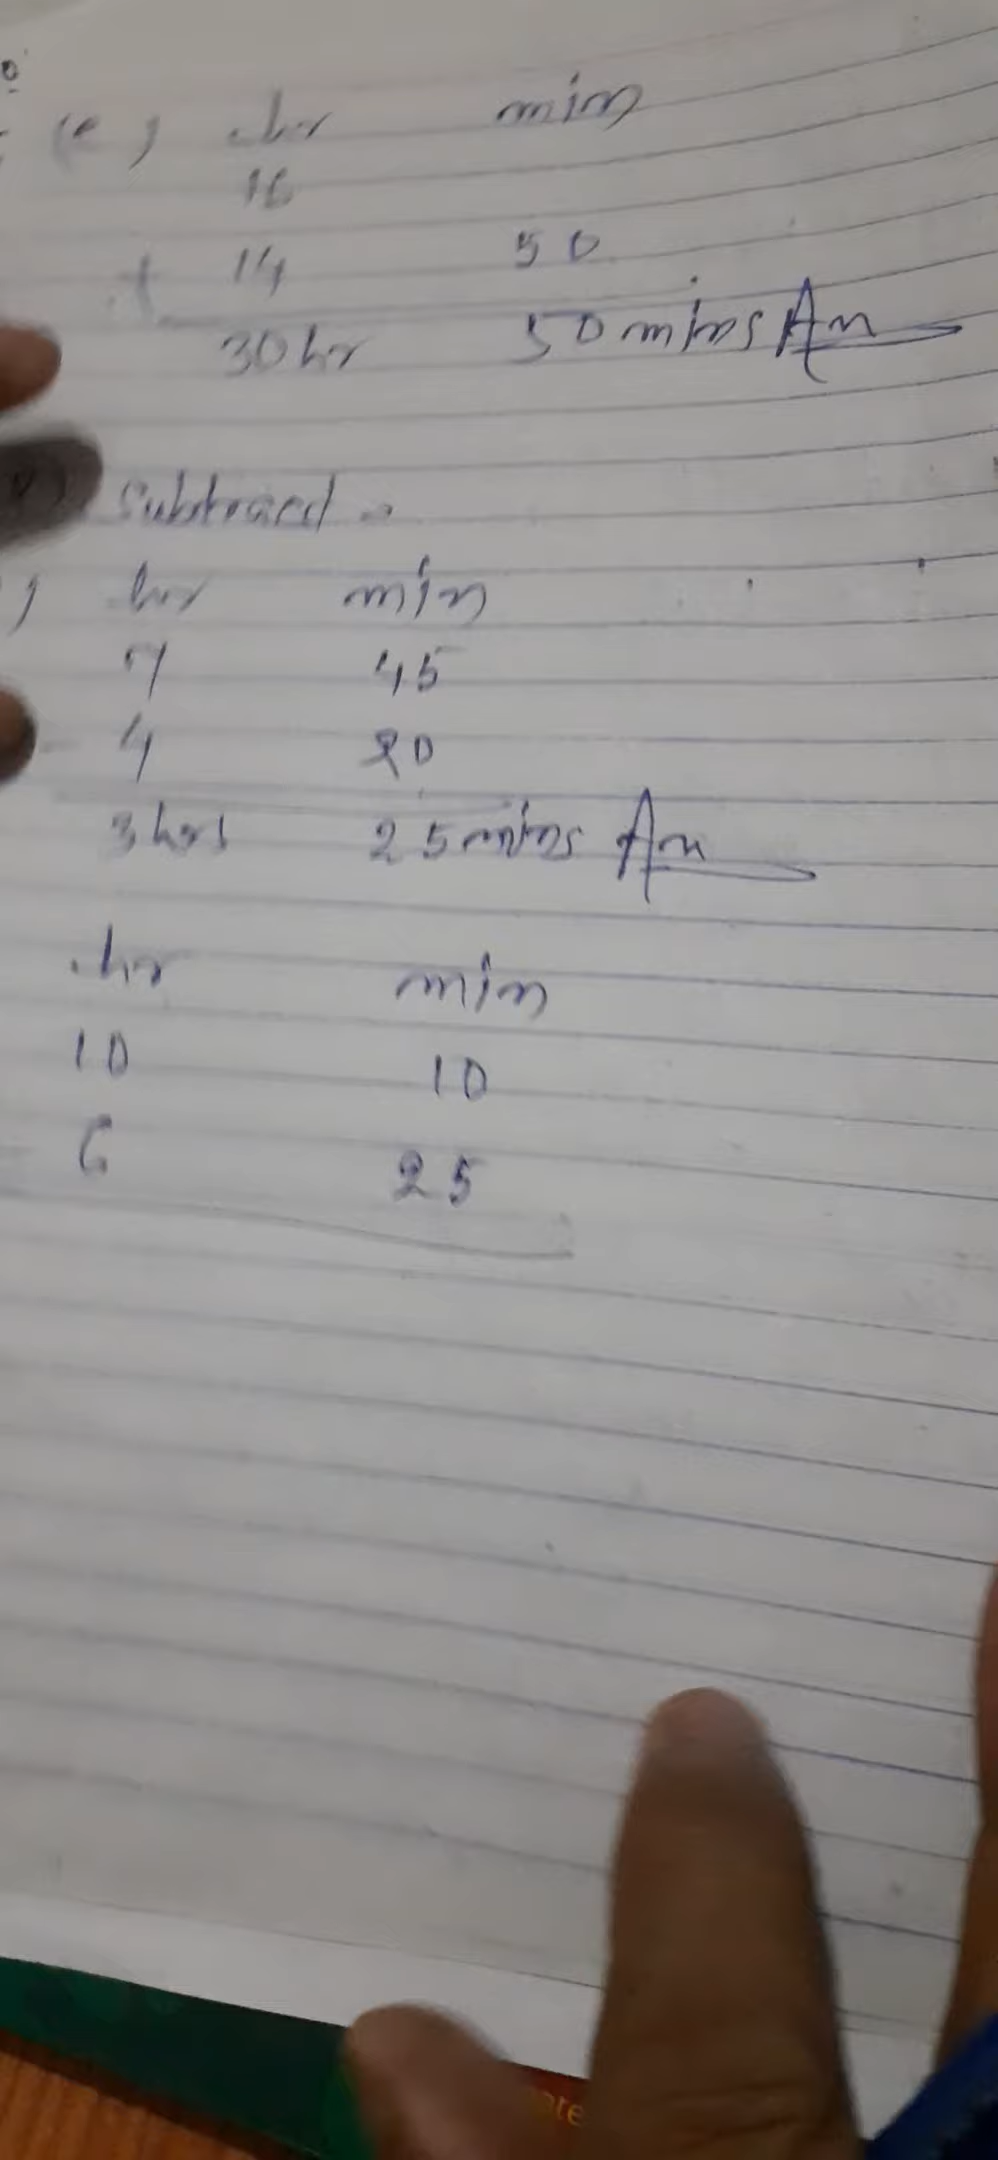 (e) hr min
16
+ 14 50
30 hr 50 mins An
Subtract
) hr min
7 45
- 4 20
3 hrs 25 mins An
hr min
10 10
- 6 25